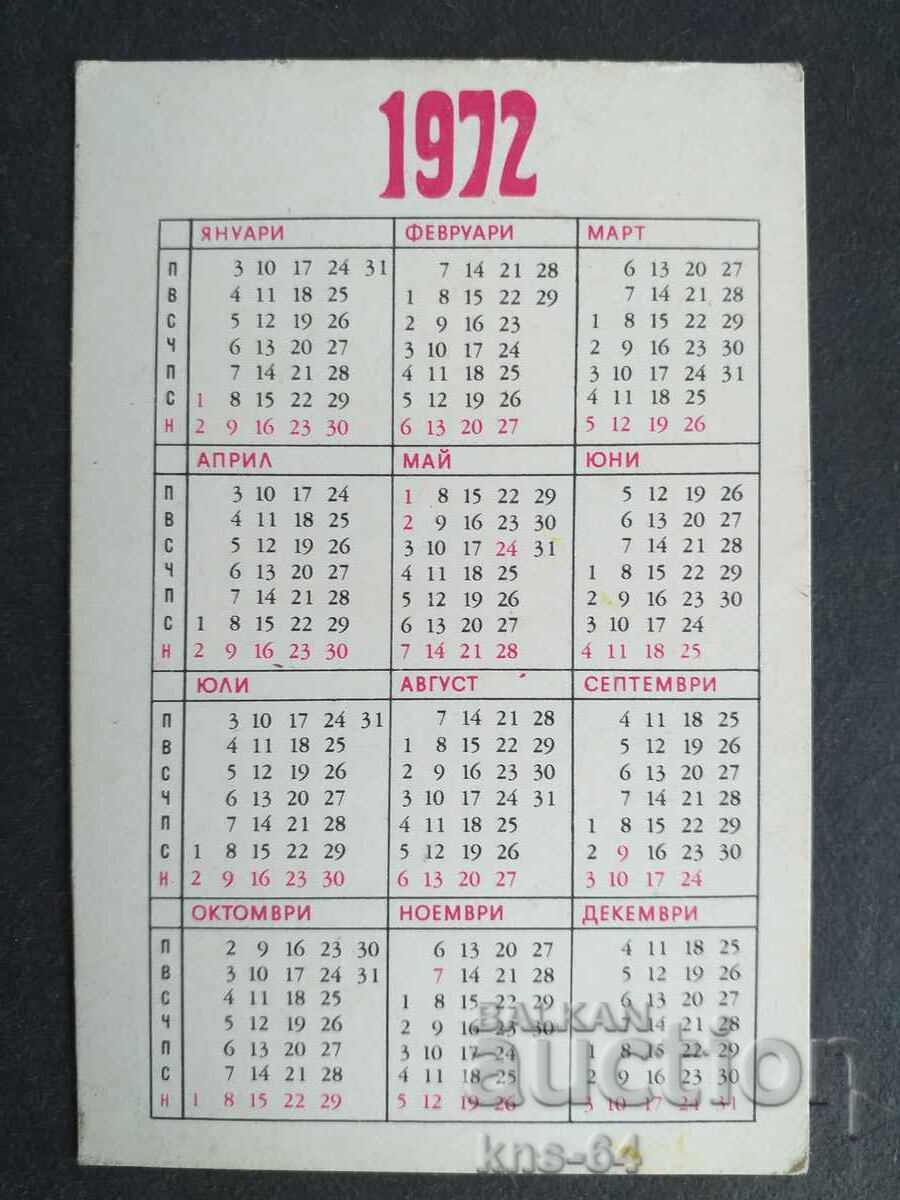 1972
ЯНУАРИ ФЕВРУАРИ МАРТ
П 3 10 17 24 31 7 14 21 28 6 13 20 27
В 4 11 18 25 1 8 15 22 29 7 14 21 28
С 5 12 19 26 2 9 16 23 1 8 15 22 29
Ч 6 13 20 27 3 10 17 24 2 9 16 23 30
П 7 14 21 28 4 11 18 25 3 10 17 24 31
С 1 8 15 22 29 5 12 19 26 4 11 18 25
Н 2 9 16 23 30 6 13 20 27 5 12 19 26
АПРИЛ МАЙ ЮНИ
П 3 10 17 24 1 8 15 22 29 5 12 19 26
В 4 11 18 25 2 9 16 23 30 6 13 20 27
С 5 12 19 26 3 10 17 24 31 7 14 21 28
Ч 6 13 20 27 4 11 18 25 1 8 15 22 29
П 7 14 21 28 5 12 19 26 2 9 16 23 30
С 1 8 15 22 29 6 13 20 27 3 10 17 24
Н 2 9 16 23 30 7 14 21 28 4 11 18 25
ЮЛИ АВГУСТ СЕПТЕМВРИ
П 3 10 17 24 31 7 14 21 28 4 11 18 25
В 4 11 18 25 1 8 15 22 29 5 12 19 26
С 5 12 19 26 2 9 16 23 30 6 13 20 27
Ч 6 13 20 27 3 10 17 24 31 7 14 21 28
П 7 14 21 28 4 11 18 25 1 8 15 22 29
С 1 8 15 22 29 5 12 19 26 2 9 16 23 30
Н 2 9 16 23 30 6 13 20 27 3 10 17 24
ОКТОМВРИ НОЕМВРИ ДЕКЕМВРИ
П 2 9 16 23 30 6 13 20 27 4 11 18 25
В 3 10 17 24 31 7 14 21 28 5 12 19 26
С 4 11 18 25 1 8 15 22 29 6 13 20 27
Ч 5 12 19 26 2 9 16 23 30 7 14 21 28
П 6 13 20 27 3 10 17 24 1 8 15 22 29
С 7 14 21 28 4 11 18 25 2 9 16 23 30
Н 1 8 15 22 29 5 12 19 26 3 10 17 24 31
BALKAN
auction
kns-64